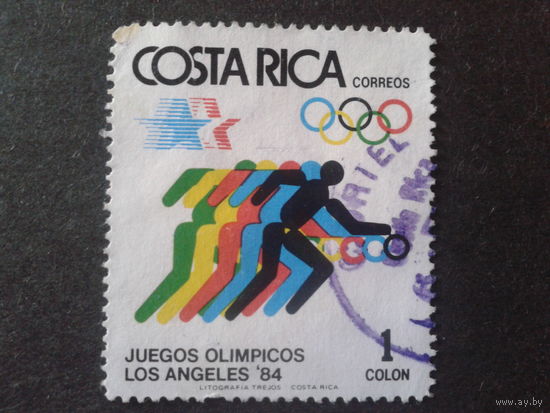 COSTA RICA
CORREOS
JUEGOS OLIMPICOS
LOS ANGELES '84
1
COLON
LITOGRAFIA TREJOS COSTA RICA
www.ay.by